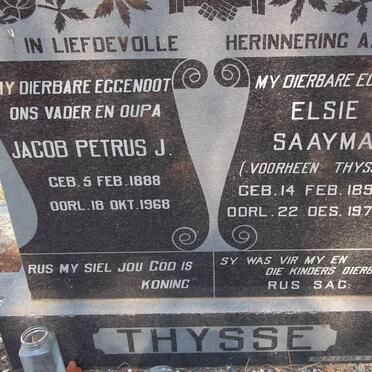 IN LIEFDEVOLLE HERINNERING A
MY DIERBARE EGGENOOT
ONS VADER EN OUPA
JACOB PETRUS J.
GEB. 5 FEB. 1888
OORL. 18 OKT. 1968
RUS MY SIEL JOU GOD IS
KONING
MY DIERBARE EG
ELSIE
SAAYMA
(VOORHEEN THYS
GEB. 14 FEB. 189
OORL. 22 DES. 197
SY WAS VIR MY EN
DIE KINDERS DIERB
RUS SAG:
THYSSE